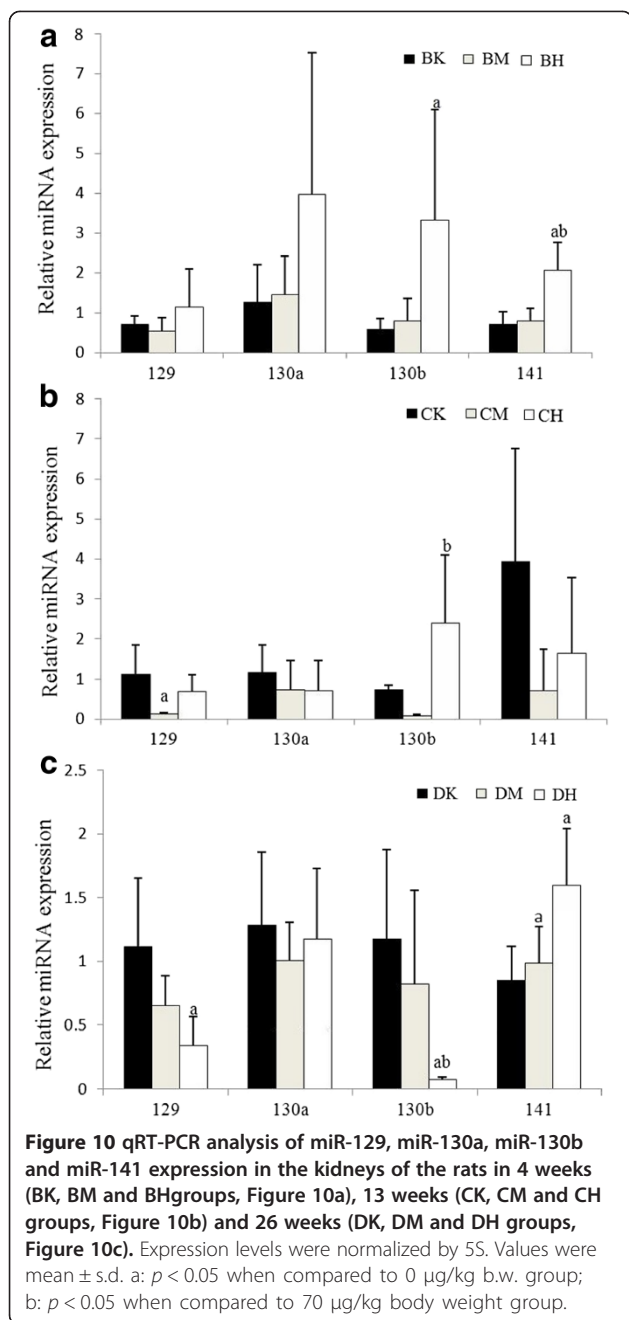 a
8
7
6
5
4
3
2
1
0
Relative miRNA expression
BK BM BH
a
ab
129 130a 130b 141
b
8
7
6
5
4
3
2
1
0
Relative miRNA expression
CK CM CH
a
b
129 130a 130b 141
c
2.5
2
1.5
1
0.5
0
Relative miRNA expression
DK DM DH
a
ab
a
a
129 130a 130b 141
Figure 10 qRT-PCR analysis of miR-129, miR-130a, miR-130b
and miR-141 expression in the kidneys of the rats in 4 weeks
(BK, BM and BHgroups, Figure 10a), 13 weeks (CK, CM and CH
groups, Figure 10b) and 26 weeks (DK, DM and DH groups,
Figure 10c). Expression levels were normalized by 5S. Values were
mean ± s.d. a: p < 0.05 when compared to 0 μg/kg b.w. group;
b: p < 0.05 when compared to 70 μg/kg body weight group.